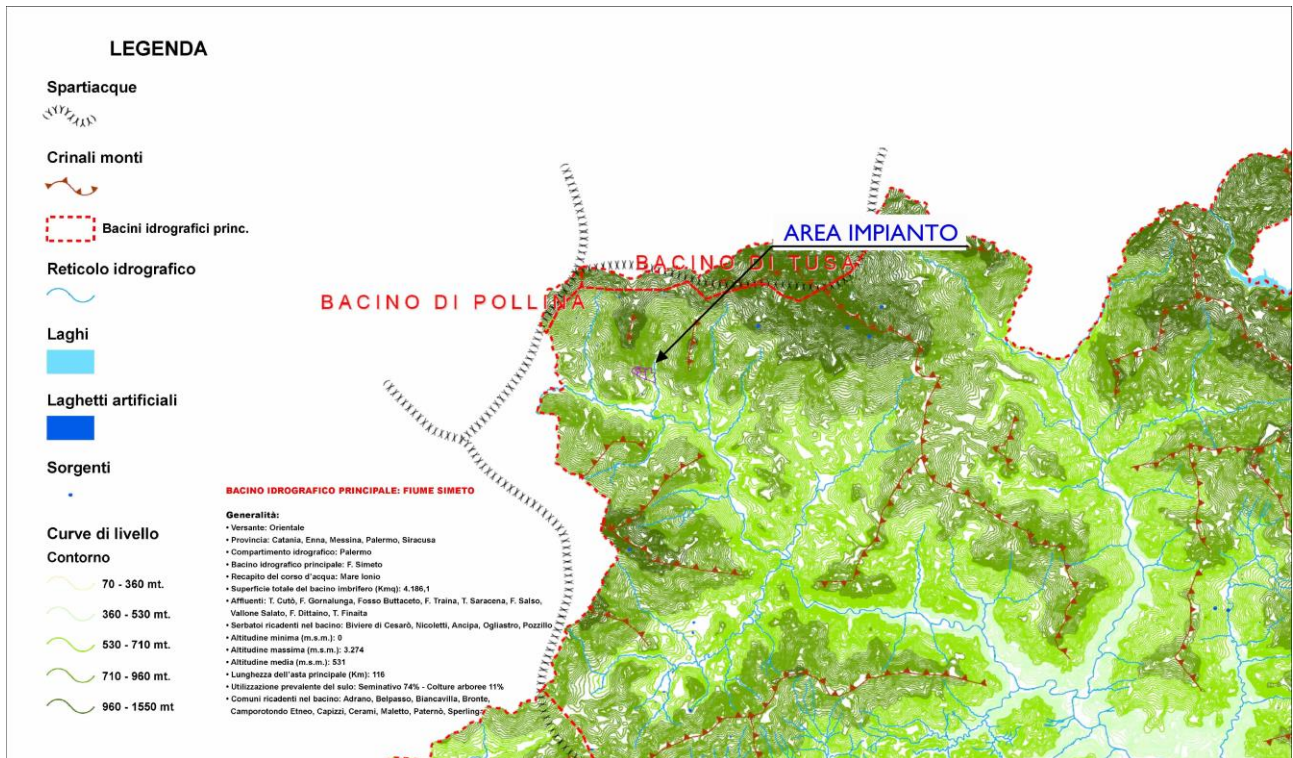 LEGENDA
Spartiacque
Crinali monti
Bacini idrografici princ.
Reticolo idrografico
Laghi
Laghetti artificiali
Sorgenti
Curve di livello
Contorno
70 - 360 mt.
360 - 530 mt.
530 - 710 mt.
710 - 960 mt.
960 - 1550 mt
BACINO IDROGRAFICO PRINCIPALE: FIUME SIMETO
Generalità:
• Versante: Orientale
• Provincia: Catania, Enna, Messina, Palermo, Siracusa
• Compartimento idrografico: Palermo
• Bacino idrografico principale: F. Simeto
• Recapito del corso d'acqua: Mare Ionio
• Superficie totale del bacino imbrifero (Kmq): 4.186,1
• Affluenti: T. Cutò, F. Gornalunga, Fosso Buttaceto, F. Traina, T. Saracena, F. Salso,
Vallone Salato, F. Dittaino, T. Finaita
• Serbatoi ricadenti nel bacino: Biviere di Cesarò, Nicoletti, Ancipa, Ogliastro, Pozzillo
• Altitudine minima (m.s.m.): 0
• Altitudine massima (m.s.m.): 3.274
• Altitudine media (m.s.m.): 531
• Lunghezza dell'asta principale (Km): 116
• Utilizzazione prevalente del sulo: Seminativo 74% - Colture arboree 11%
• Comuni ricadenti nel bacino: Adrano, Belpasso, Biancavilla, Bronte,
Camporotondo Etneo, Capizzi, Cerami, Maletto, Paternò, Sperlinga
AREA IMPIANTO
BACINO DI TUSA
BACINO DI POLLINA